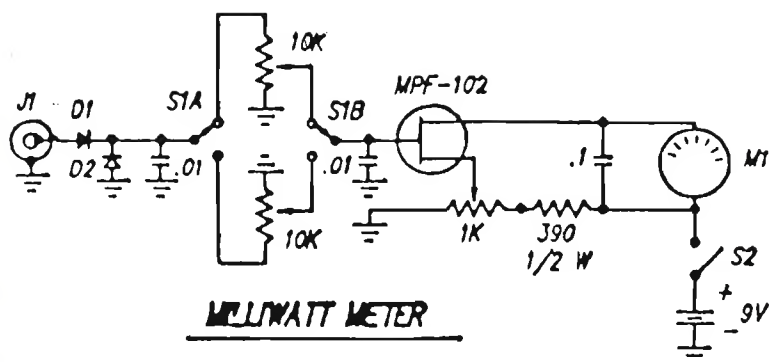 10K
J1
D1
S1A
S1B
MPF-102
D2
.01
.01
.1
M1
10K
1K
390
1/2 W
S2
+
9V
-
MILLIWATT METER